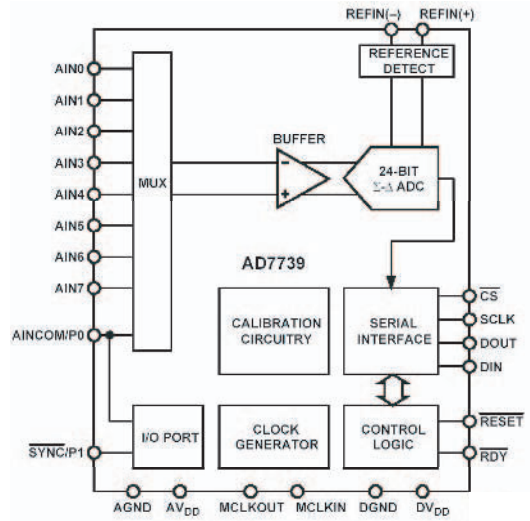 REFIN(–) REFIN(+)
REFERENCE
DETECT
AIN0
AIN1
AIN2
AIN3
AIN4
AIN5
AIN6
AIN7
AINCOM/P0
SYNC/P1
MUX
BUFFER
–
+
24-BIT
Σ-Δ ADC
AD7739
CALIBRATION
CIRCUITRY
SERIAL
INTERFACE
CS
SCLK
DOUT
DIN
I/O PORT
CLOCK
GENERATOR
CONTROL
LOGIC
RESET
RDY
AGND AVDD MCLKOUT MCLKIN DGND DVDD